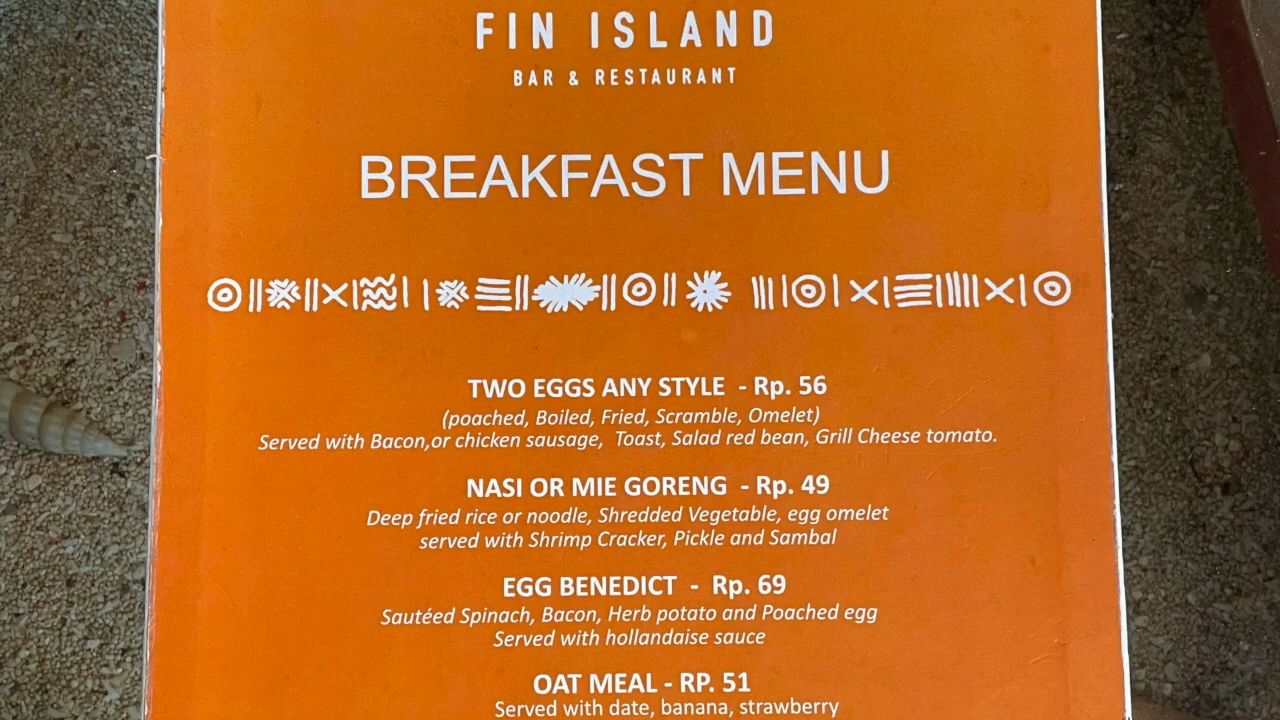 FIN ISLAND
BAR & RESTAURANT
BREAKFAST MENU
TWO EGGS ANY STYLE - Rp. 56
(poached, Boiled, Fried, Scramble, Omelet)
Served with Bacon,or chicken sausage, Toast, Salad red bean, Grill Cheese tomato.
NASI OR MIE GORENG - Rp. 49
Deep fried rice or noodle, Shredded Vegetable, egg omelet
served with Shrimp Cracker, Pickle and Sambal
EGG BENEDICT - Rp. 69
Sautéed Spinach, Bacon, Herb potato and Poached egg
Served with hollandaise sauce
OAT MEAL - RP. 51
Served with date, banana, strawberry